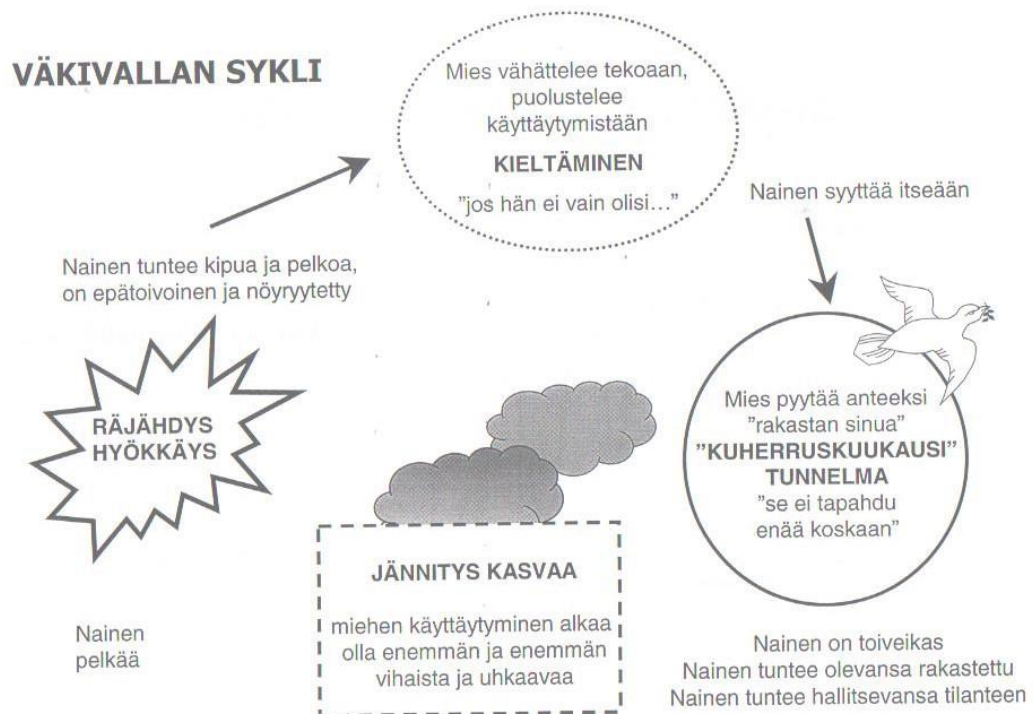 VÄKIVALLAN SYKLI
Mies vähättelee tekoaan,
puolustelee
käyttäytymistään
KIELTÄMINEN
"jos hän ei vain olisi..."
Nainen syyttää itseään
Nainen tuntee kipua ja pelkoa,
on epätoivoinen ja nöyryytetty
RÄJÄHDYS
HYÖKKÄYS
Mies pyytää anteeksi
"rakastan sinua"
"KUHERRUSKUUKAUSI"
TUNNELMA
"se ei tapahdu
enää koskaan"
JÄNNITYS KASVAA
miehen käyttäytyminen alkaa
olla enemmän ja enemmän
vihaista ja uhkaavaa
Nainen
pelkää
Nainen on toiveikas
Nainen tuntee olevansa rakastettu
Nainen tuntee hallitsevansa tilanteen